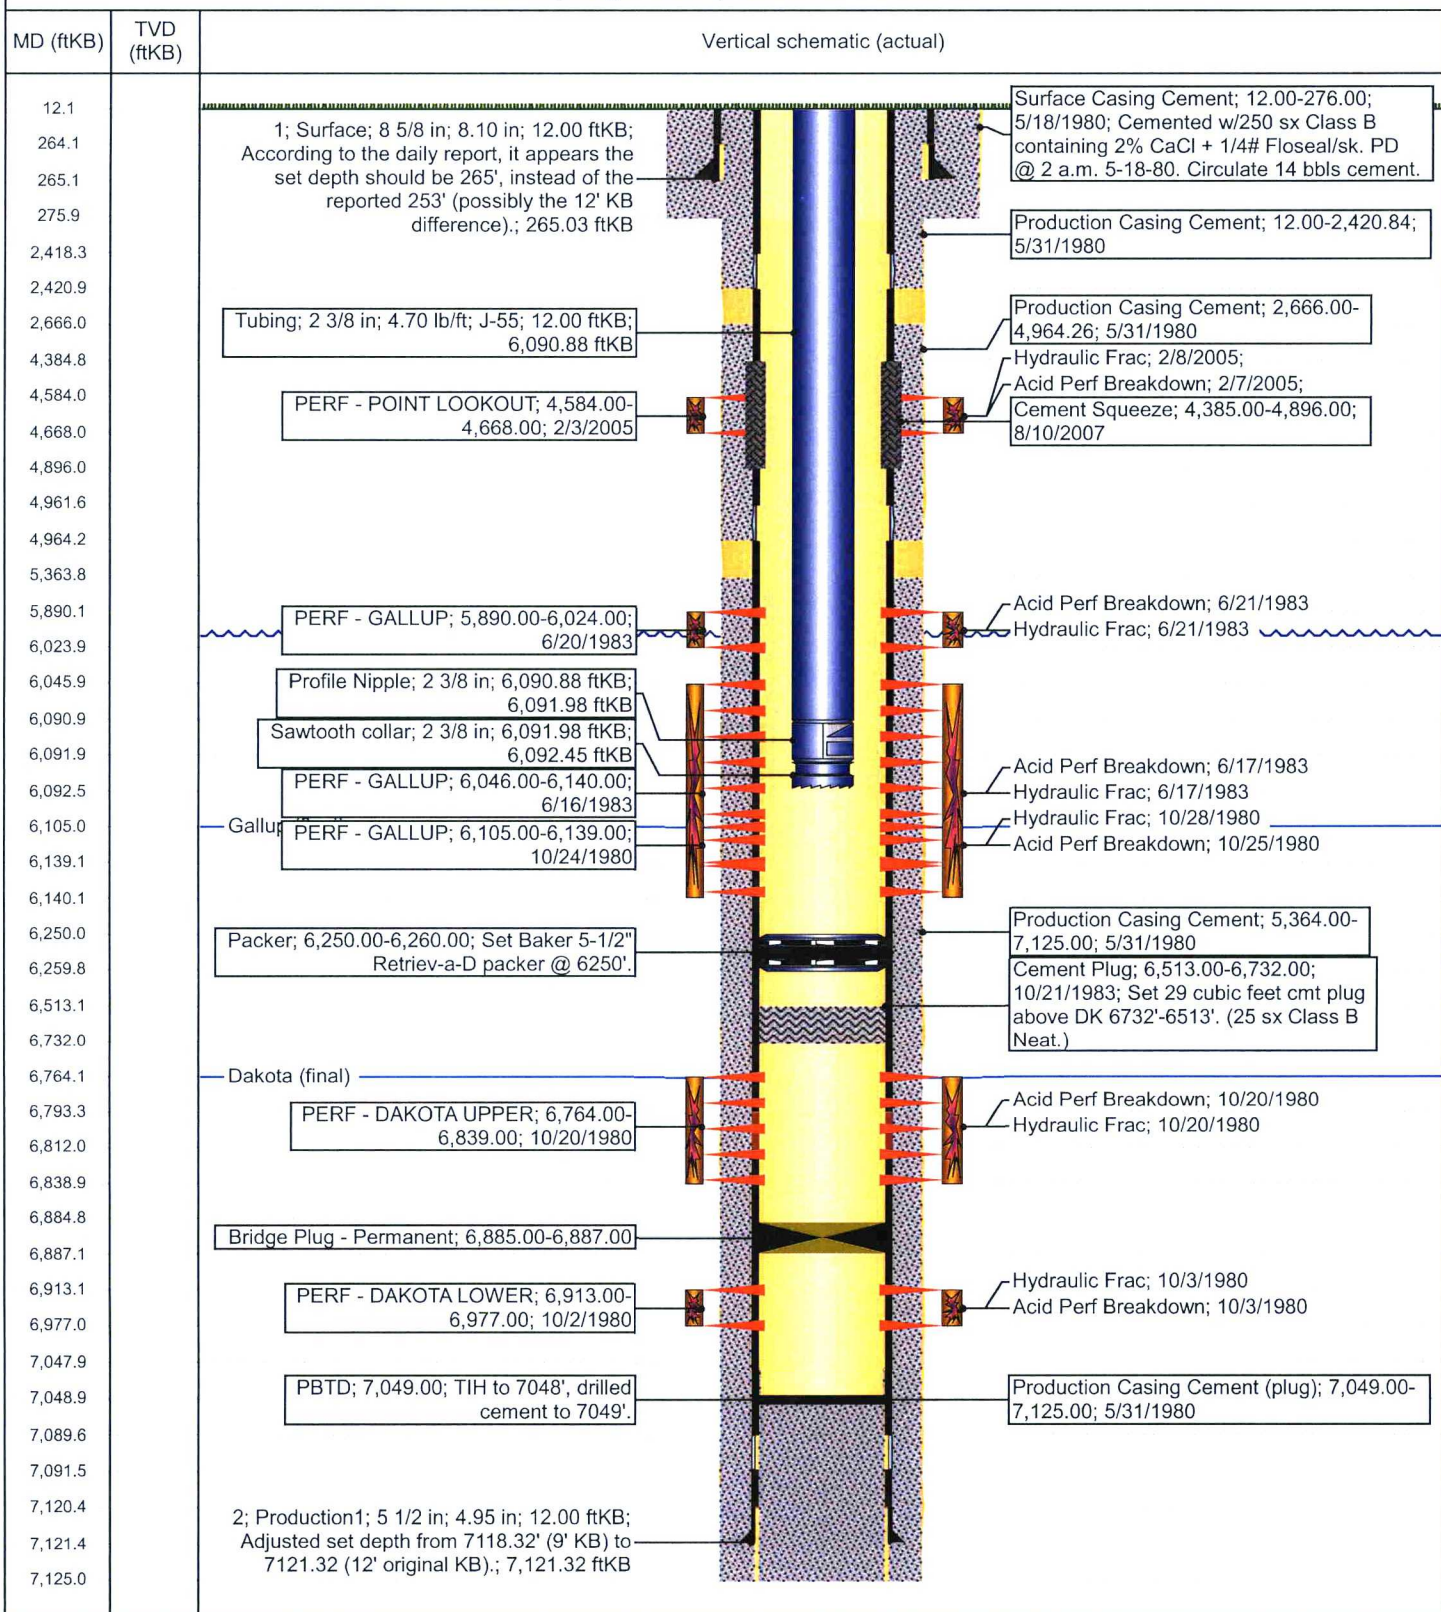 MD (ftKB)
TVD
(ftKB)
Vertical schematic (actual)
12.1
264.1
265.1
275.9
2,418.3
2,420.9
2,666.0
4,384.8
4,584.0
4,668.0
4,896.0
4,961.6
4,964.2
5,363.8
5,890.1
6,023.9
6,045.9
6,090.9
6,091.9
6,092.5
6,105.0
6,139.1
6,140.1
6,250.0
6,259.8
6,513.1
6,732.0
6,764.1
6,793.3
6,812.0
6,838.9
6,884.8
6,887.1
6,913.1
6,977.0
7,047.9
7,048.9
7,089.6
7,091.5
7,120.4
7,121.4
7,125.0
1; Surface; 8 5/8 in; 8.10 in; 12.00 ftKB;
According to the daily report, it appears the
set depth should be 265', instead of the
reported 253' (possibly the 12' KB
difference).; 265.03 ftKB
Tubing; 2 3/8 in; 4.70 lb/ft; J-55; 12.00 ftKB;
6,090.88 ftKB
PERF - POINT LOOKOUT; 4,584.00-
4,668.00; 2/3/2005
PERF - GALLUP; 5,890.00-6,024.00;
6/20/1983
Profile Nipple; 2 3/8 in; 6,090.88 ftKB;
6,091.98 ftKB
Sawtooth collar; 2 3/8 in; 6,091.98 ftKB;
6,092.45 ftKB
PERF - GALLUP; 6,046.00-6,140.00;
6/16/1983
Gallup
PERF - GALLUP; 6,105.00-6,139.00;
10/24/1980
Packer; 6,250.00-6,260.00; Set Baker 5-1/2"
Retriev-a-D packer @ 6250'.
Dakota (final)
PERF - DAKOTA UPPER; 6,764.00-
6,839.00; 10/20/1980
Bridge Plug - Permanent; 6,885.00-6,887.00
PERF - DAKOTA LOWER; 6,913.00-
6,977.00; 10/2/1980
PBTD; 7,049.00; TIH to 7048', drilled
cement to 7049'.
2; Production1; 5 1/2 in; 4.95 in; 12.00 ftKB;
Adjusted set depth from 7118.32' (9' KB) to
7121.32 (12' original KB).; 7,121.32 ftKB
Surface Casing Cement; 12.00-276.00;
5/18/1980; Cemented w/250 sx Class B
containing 2% CaCl + 1/4# Floseal/sk. PD
@ 2 a.m. 5-18-80. Circulate 14 bbls cement.
Production Casing Cement; 12.00-2,420.84;
5/31/1980
Production Casing Cement; 2,666.00-
4,964.26; 5/31/1980
Hydraulic Frac; 2/8/2005;
Acid Perf Breakdown; 2/7/2005;
Cement Squeeze; 4,385.00-4,896.00;
8/10/2007
Acid Perf Breakdown; 6/21/1983
Hydraulic Frac; 6/21/1983
Acid Perf Breakdown; 6/17/1983
Hydraulic Frac; 6/17/1983
Hydraulic Frac; 10/28/1980
Acid Perf Breakdown; 10/25/1980
Production Casing Cement; 5,364.00-
7,125.00; 5/31/1980
Cement Plug; 6,513.00-6,732.00;
10/21/1983; Set 29 cubic feet cmt plug
above DK 6732'-6513'. (25 sx Class B
Neat.)
Acid Perf Breakdown; 10/20/1980
Hydraulic Frac; 10/20/1980
Hydraulic Frac; 10/3/1980
Acid Perf Breakdown; 10/3/1980
Production Casing Cement (plug); 7,049.00-
7,125.00; 5/31/1980